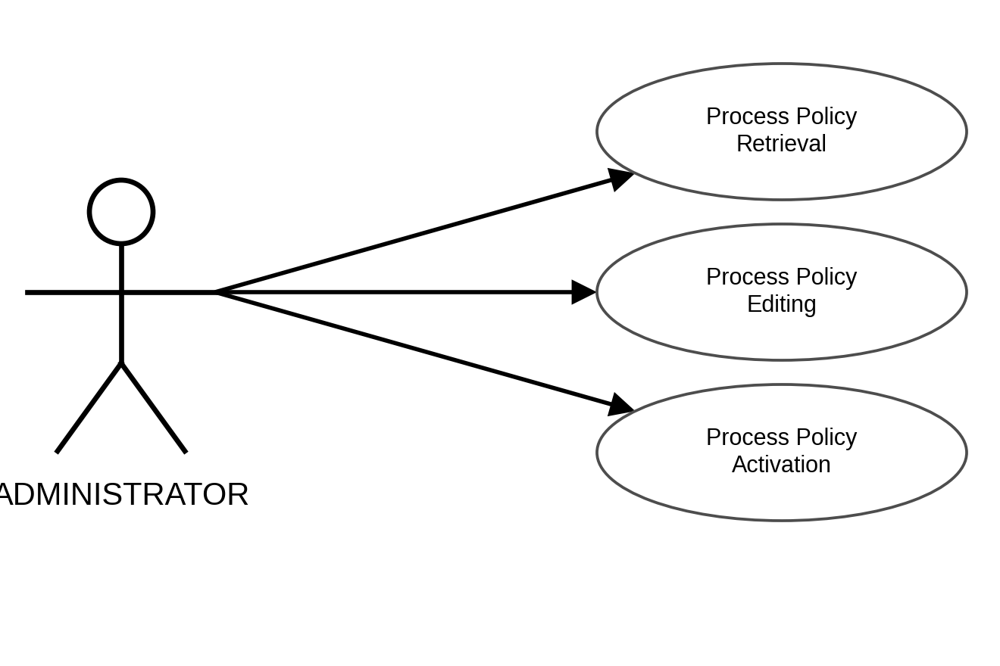 Process Policy
Retrieval
Process Policy
Editing
Process Policy
Activation
ADMINISTRATOR